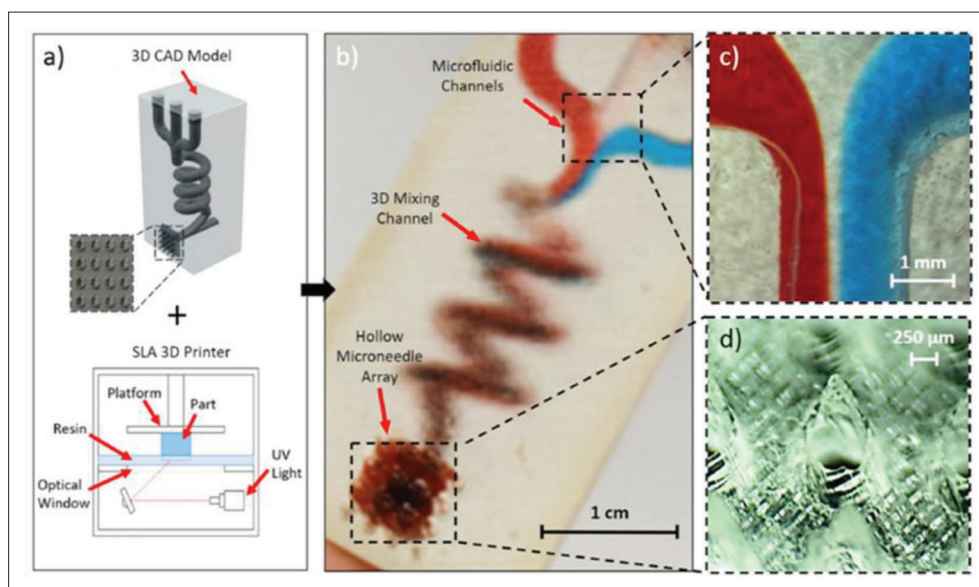 a)
3D CAD Model
+
SLA 3D Printer
Platform
Part
Resin
UV
Light
Optical
Window
b)
Microfluidic
Channels
3D Mixing
Channel
Hollow
Microneedle
Array
1 cm
c)
1 mm
d)
250 µm